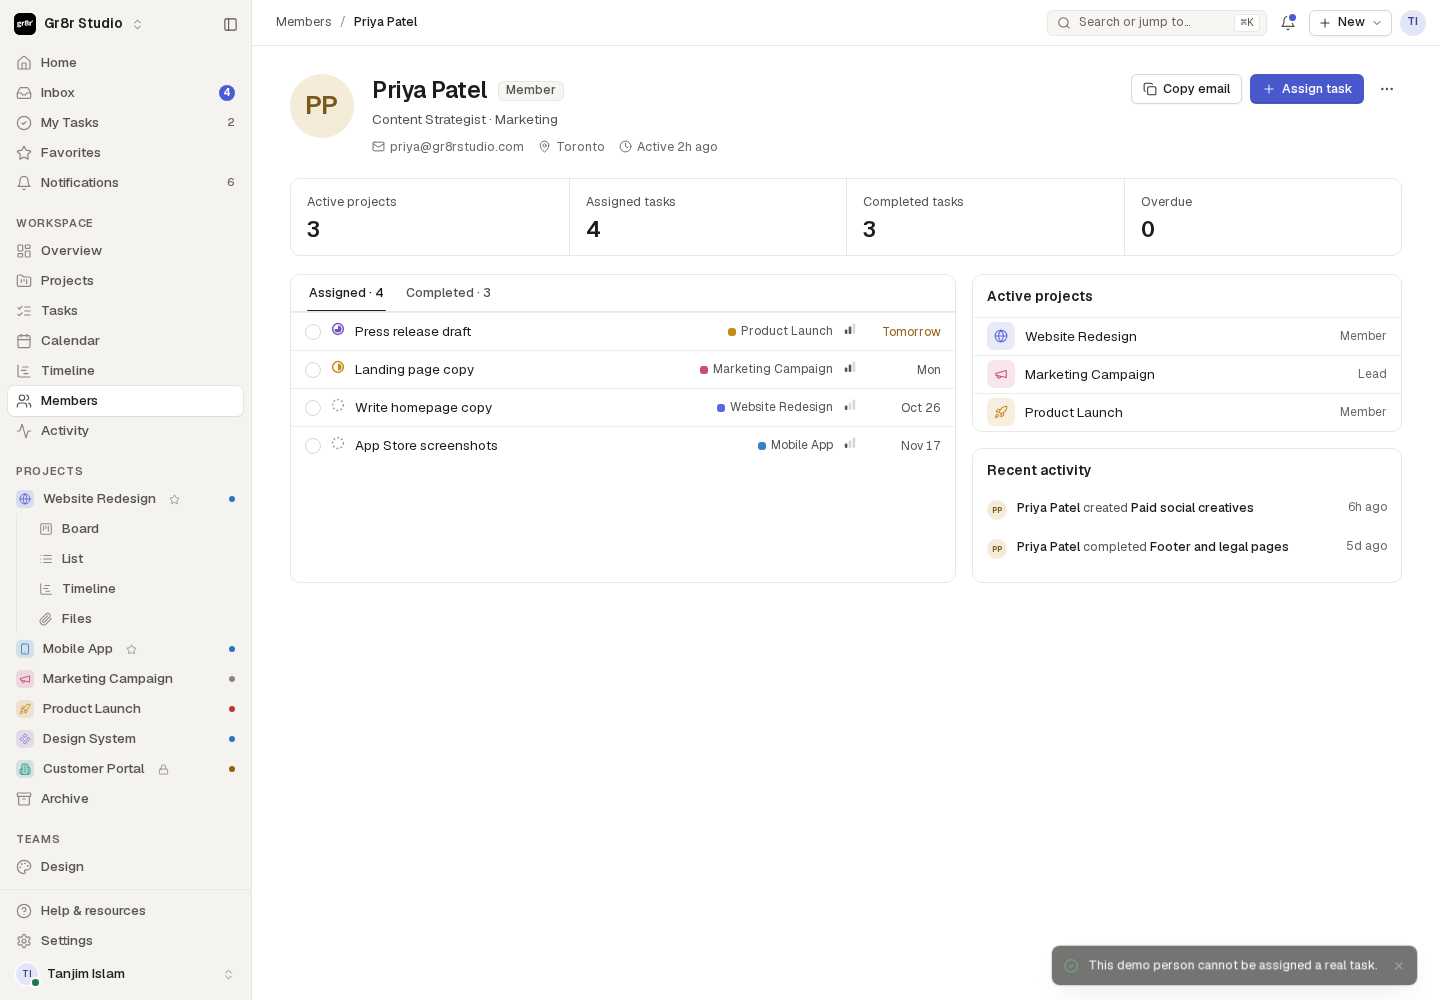 gr8r
Gr8r Studio
Home
Inbox 4
My Tasks 2
Favorites
Notifications 6
WORKSPACE
Overview
Projects
Tasks
Calendar
Timeline
Members
Activity
PROJECTS
Website Redesign
Board
List
Timeline
Files
Mobile App
Marketing Campaign
Product Launch
Design System
Customer Portal
Archive
TEAMS
Design
Help & resources
Settings
TI Tanjim Islam
Members / Priya Patel
Search or jump to... ⌘K
New
TI
PP
Priya Patel Member
Content Strategist · Marketing
priya@gr8rstudio.com Toronto Active 2h ago
Copy email
Assign task
Active projects
3
Assigned tasks
4
Completed tasks
3
Overdue
0
Assigned · 4 Completed · 3
Press release draft Product Launch Tomorrow
Landing page copy Marketing Campaign Mon
Write homepage copy Website Redesign Oct 26
App Store screenshots Mobile App Nov 17
Active projects
Website Redesign Member
Marketing Campaign Lead
Product Launch Member
Recent activity
PP Priya Patel created Paid social creatives 6h ago
PP Priya Patel completed Footer and legal pages 5d ago
This demo person cannot be assigned a real task.